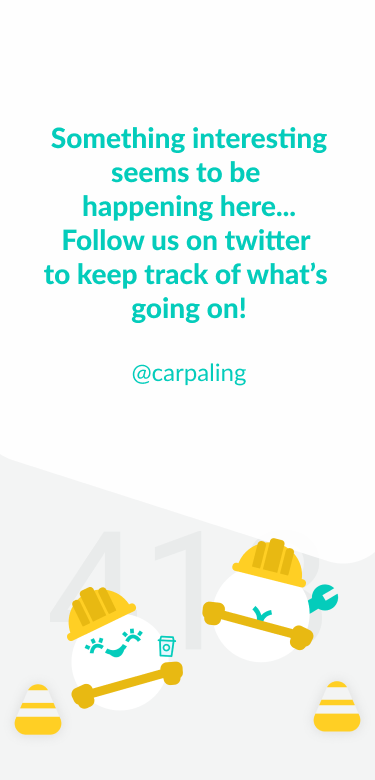 Something interesting
seems to be
happening here...
Follow us on twitter
to keep track of what's
going on!
@carpaling